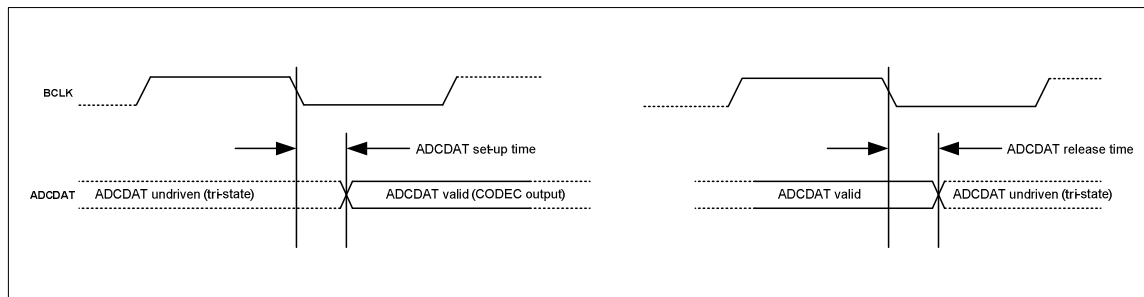 BCLK
ADCDAT set-up time
ADCDAT release time
ADCDAT
ADCDAT undriven (tri-state)
ADCDAT valid (CODEC output)
ADCDAT valid
ADCDAT undriven (tri-state)